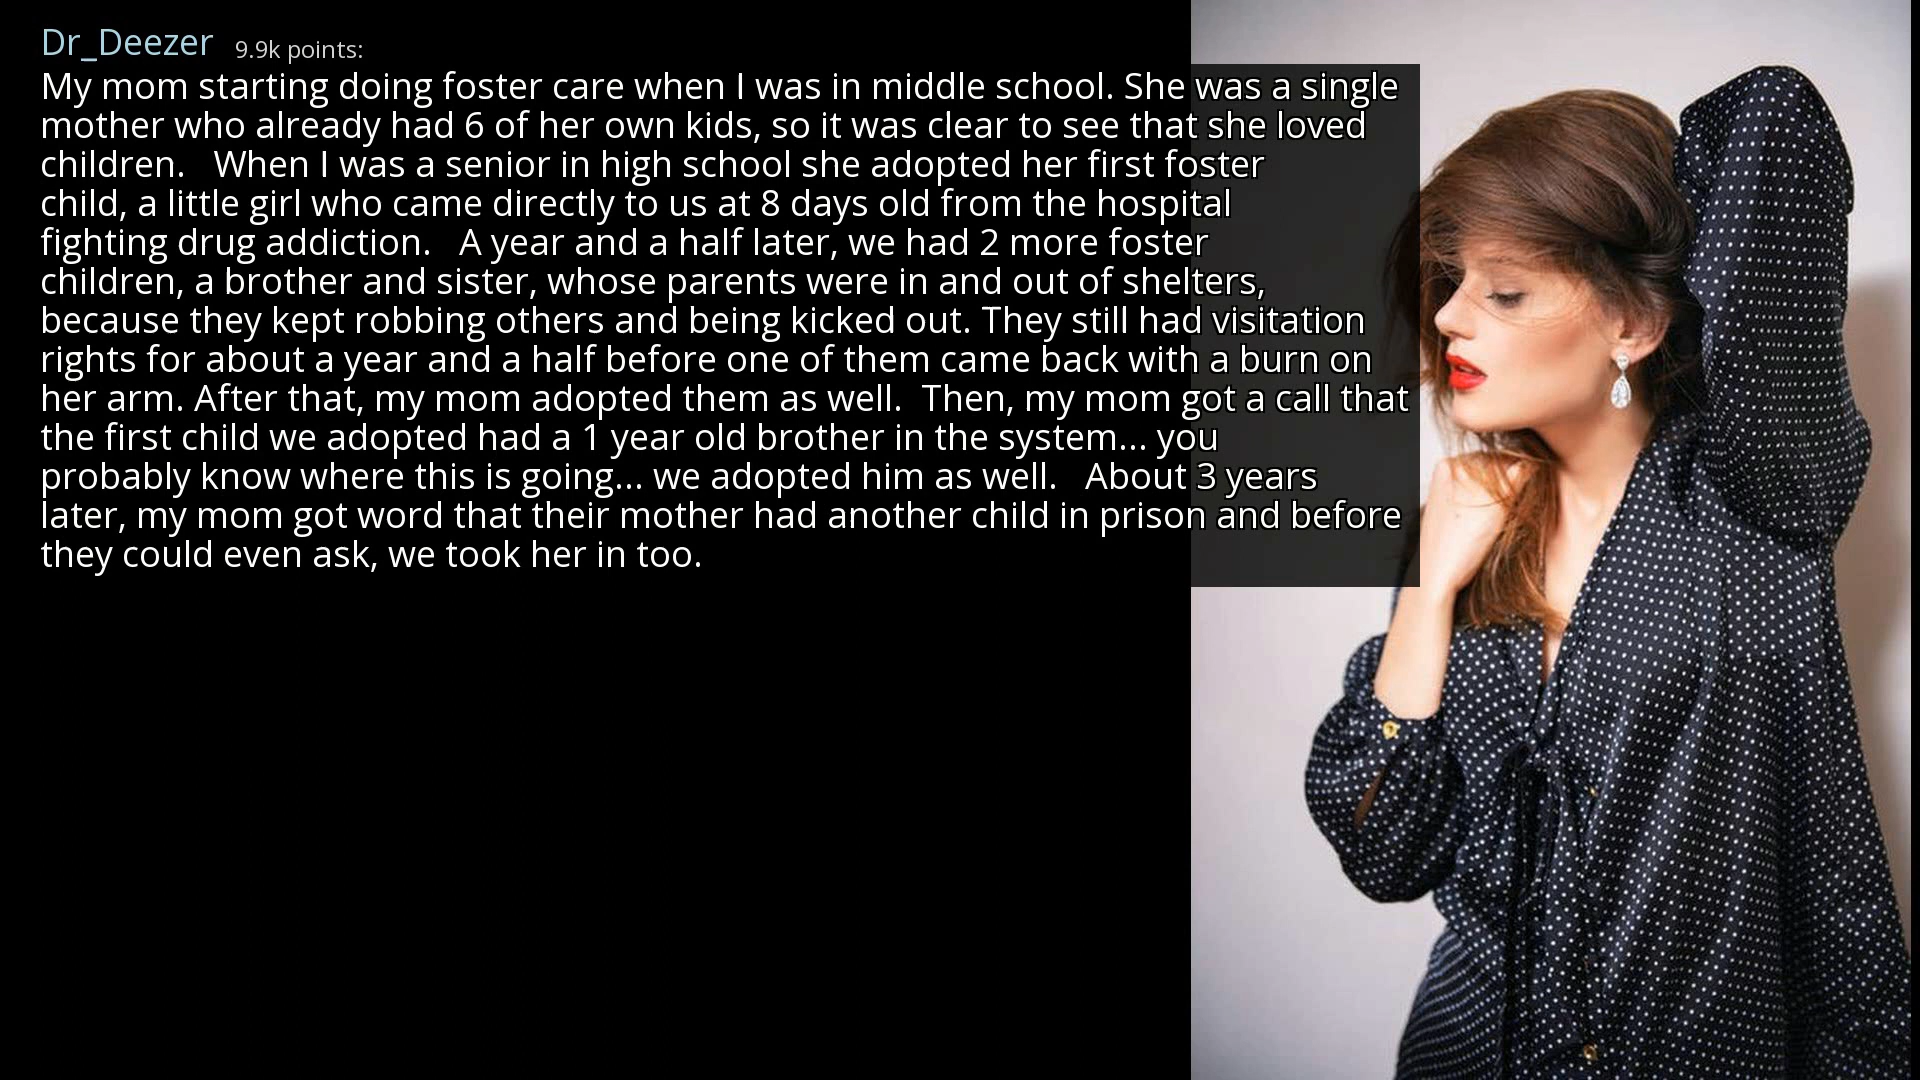 Dr_Deezer 9.9k points:
My mom starting doing foster care when I was in middle school. She was a single
mother who already had 6 of her own kids, so it was clear to see that she loved
children.   When I was a senior in high school she adopted her first foster
child, a little girl who came directly to us at 8 days old from the hospital
fighting drug addiction.   A year and a half later, we had 2 more foster
children, a brother and sister, whose parents were in and out of shelters,
because they kept robbing others and being kicked out. They still had visitation
rights for about a year and a half before one of them came back with a burn on
her arm. After that, my mom adopted them as well.  Then, my mom got a call that
the first child we adopted had a 1 year old brother in the system... you
probably know where this is going... we adopted him as well.   About 3 years
later, my mom got word that their mother had another child in prison and before
they could even ask, we took her in too.